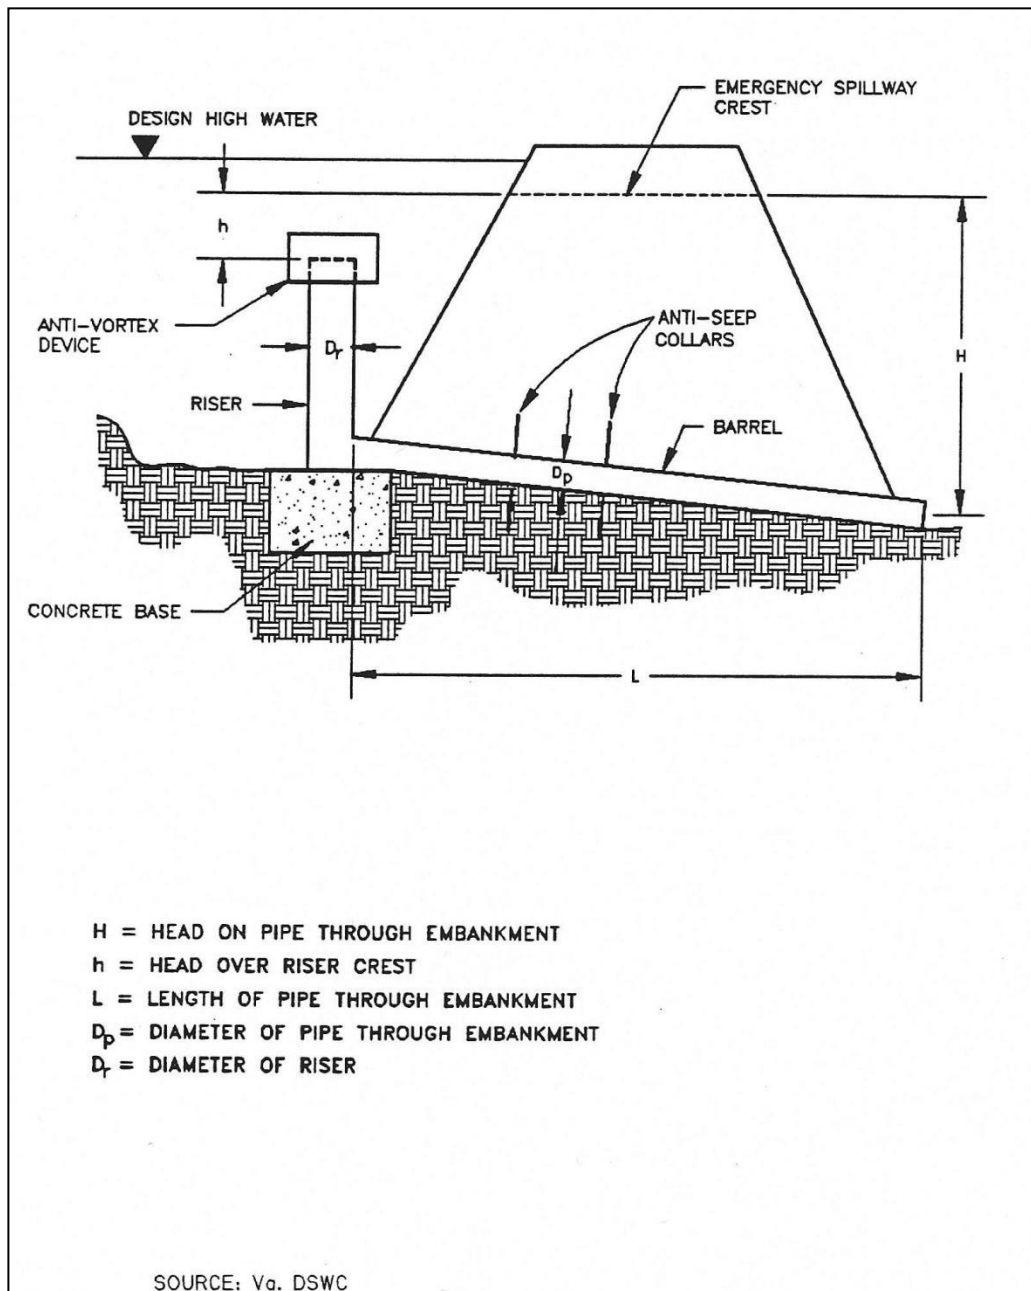 EMERGENCY SPILLWAY
CREST
DESIGN HIGH WATER
h
H
ANTI-VORTEX
DEVICE
Dr
ANTI-SEEP
COLLARS
RISER
BARREL
Dp
CONCRETE BASE
L
H = HEAD ON PIPE THROUGH EMBANKMENT
h = HEAD OVER RISER CREST
L = LENGTH OF PIPE THROUGH EMBANKMENT
Dp = DIAMETER OF PIPE THROUGH EMBANKMENT
Dr = DIAMETER OF RISER
SOURCE: Va. DSWC